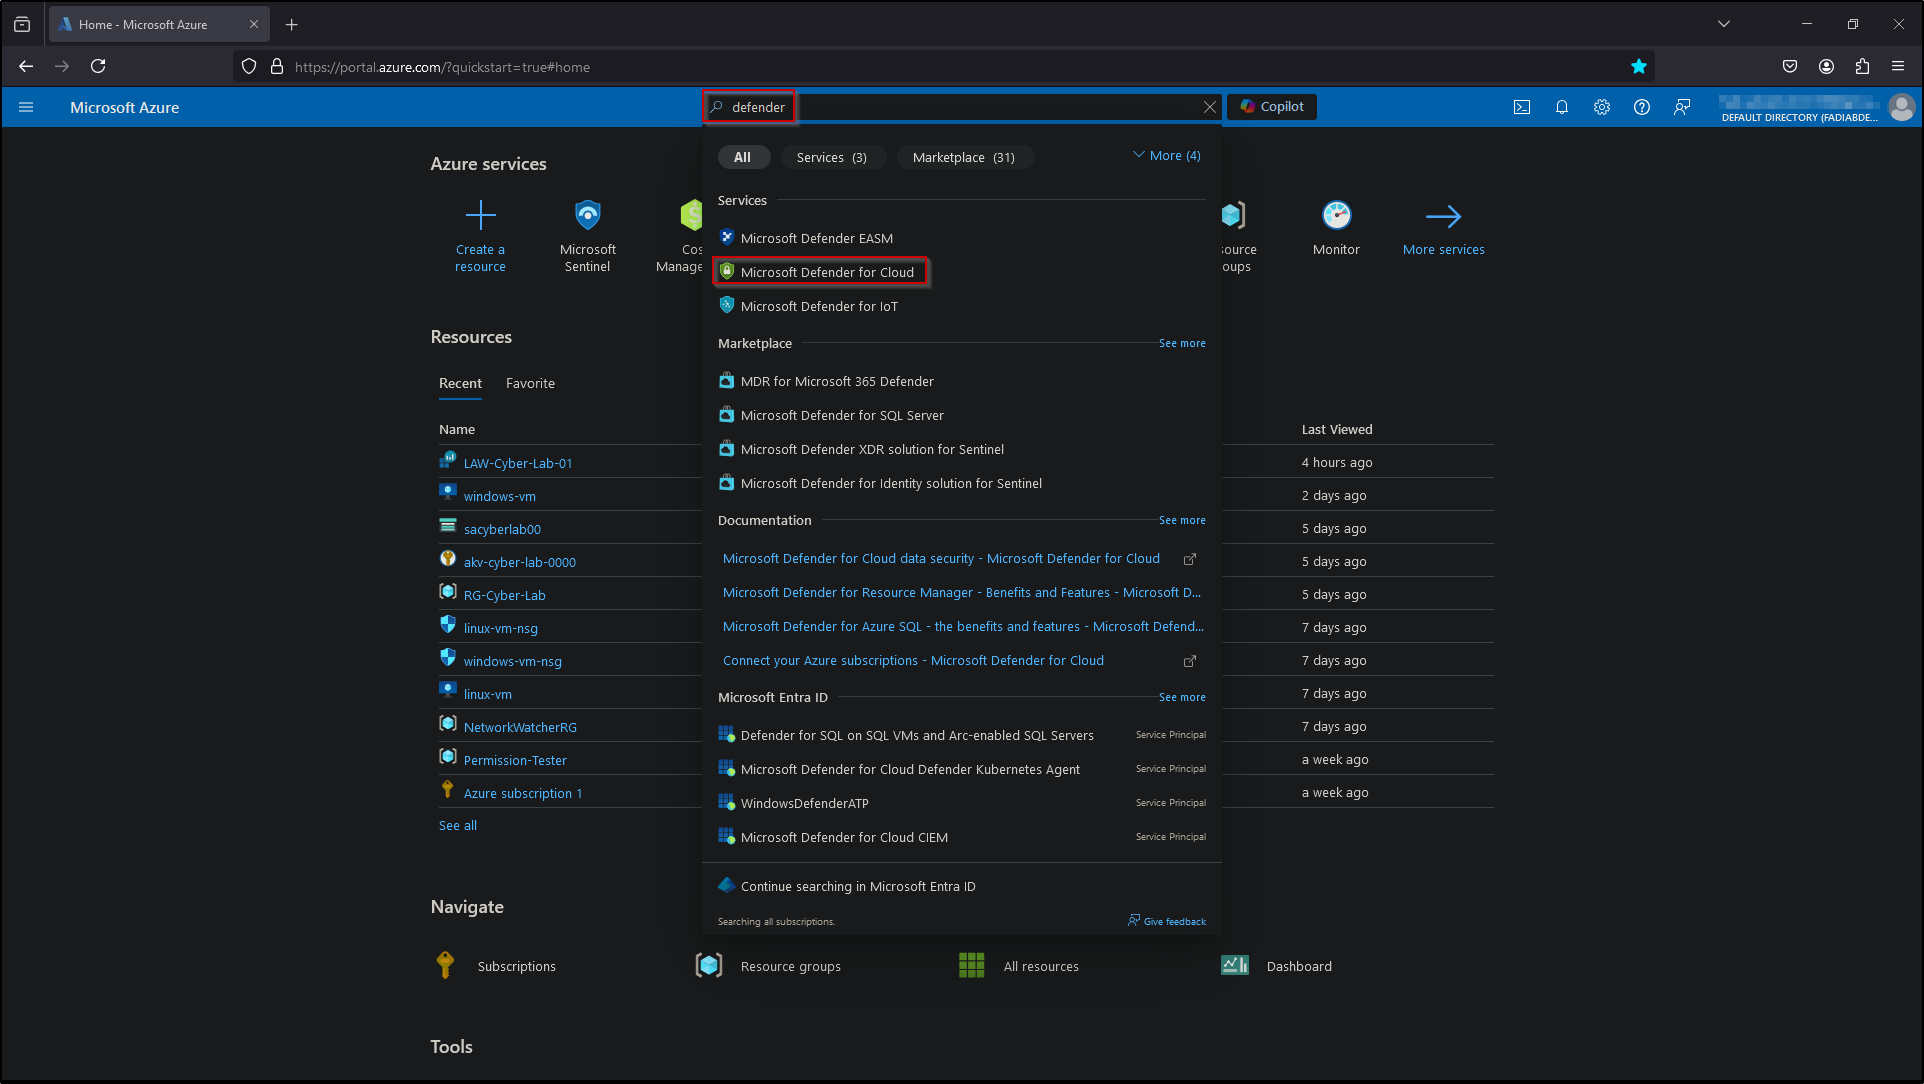 Home - Microsoft Azure
https://portal.azure.com/?quickstart=true#home
Microsoft Azure
defender
Copilot
DEFAULT DIRECTORY (FADIABDE...
All
Services (3)
Marketplace (31)
More (4)
Azure services
Create a resource
Microsoft Sentinel
Cos
Manage
Services
Microsoft Defender EASM
Microsoft Defender for Cloud
Microsoft Defender for IoT
ource
oups
Monitor
More services
Marketplace
See more
MDR for Microsoft 365 Defender
Microsoft Defender for SQL Server
Microsoft Defender XDR solution for Sentinel
Microsoft Defender for Identity solution for Sentinel
Documentation
See more
Microsoft Defender for Cloud data security - Microsoft Defender for Cloud
Microsoft Defender for Resource Manager - Benefits and Features - Microsoft D...
Microsoft Defender for Azure SQL - the benefits and features - Microsoft Defend...
Connect your Azure subscriptions - Microsoft Defender for Cloud
Microsoft Entra ID
See more
Defender for SQL on SQL VMs and Arc-enabled SQL Servers
Service Principal
Microsoft Defender for Cloud Defender Kubernetes Agent
Service Principal
WindowsDefenderATP
Service Principal
Microsoft Defender for Cloud CIEM
Service Principal
Continue searching in Microsoft Entra ID
Searching all subscriptions.
Give feedback
Resources
Recent
Favorite
Name
Last Viewed
LAW-Cyber-Lab-01
4 hours ago
windows-vm
2 days ago
sacyberlab00
5 days ago
akv-cyber-lab-0000
5 days ago
RG-Cyber-Lab
5 days ago
linux-vm-nsg
7 days ago
windows-vm-nsg
7 days ago
linux-vm
7 days ago
NetworkWatcherRG
7 days ago
Permission-Tester
a week ago
Azure subscription 1
a week ago
See all
Navigate
Subscriptions
Resource groups
All resources
Dashboard
Tools